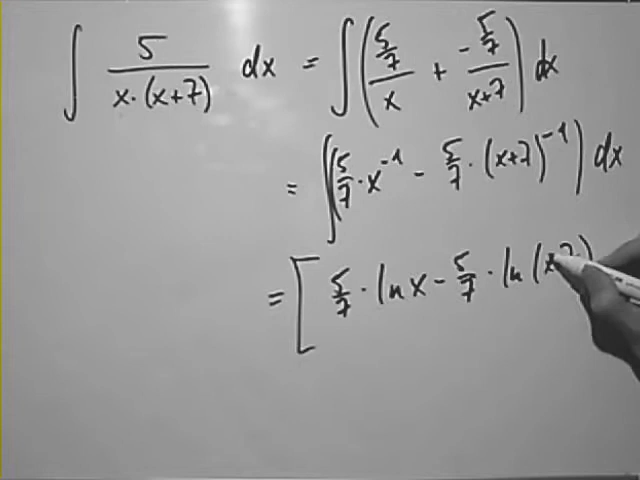 ∫ 5/(x·(x+7)) dx = ∫ ( (5/7)/x + (-5/7)/(x+7) ) dx
= ∫ ( 5/7 · x^-1 - 5/7 · (x+7)^-1 ) dx
= [ 5/7 · ln x - 5/7 · ln (x+7)